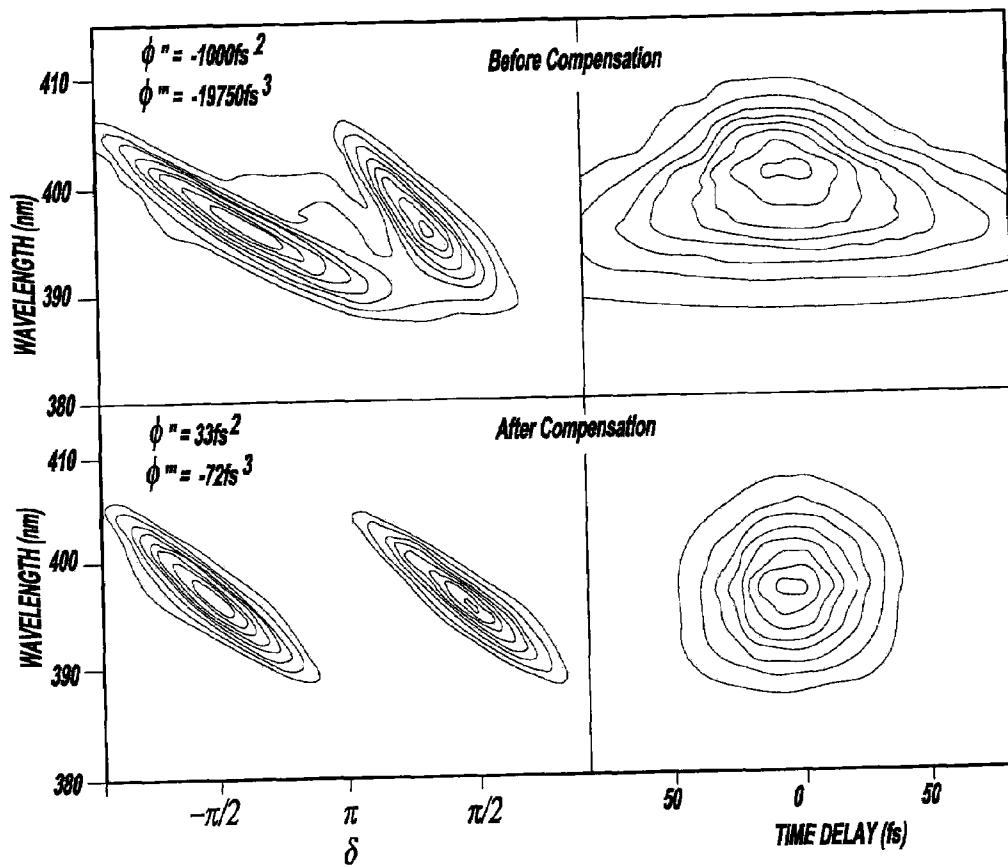 ϕ" = -1000fs²
ϕ''' = -19750fs³
Before Compensation
410
400
390
380
WAVELENGTH (nm)
ϕ" = 33fs²
ϕ''' = -72fs³
After Compensation
410
400
390
380
WAVELENGTH (nm)
−π/2 π π/2
δ
50 0 50
TIME DELAY (fs)